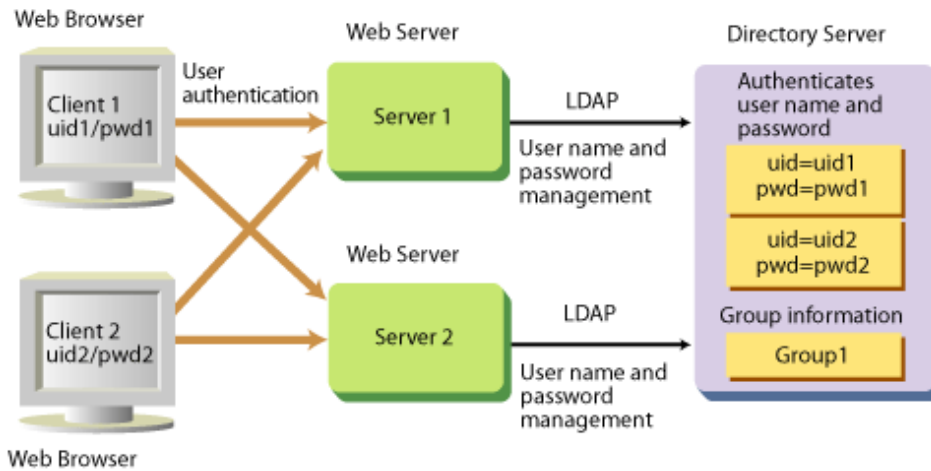 Web Browser
Client 1
uid1/pwd1
User
authentication
Web Server
Server 1
LDAP
User name and
password
management
Directory Server
Authenticates
user name and
password
uid=uid1
pwd=pwd1
uid=uid2
pwd=pwd2
Group information
Group1
Client 2
uid2/pwd2
Web Browser
Web Server
Server 2
LDAP
User name and
password
management